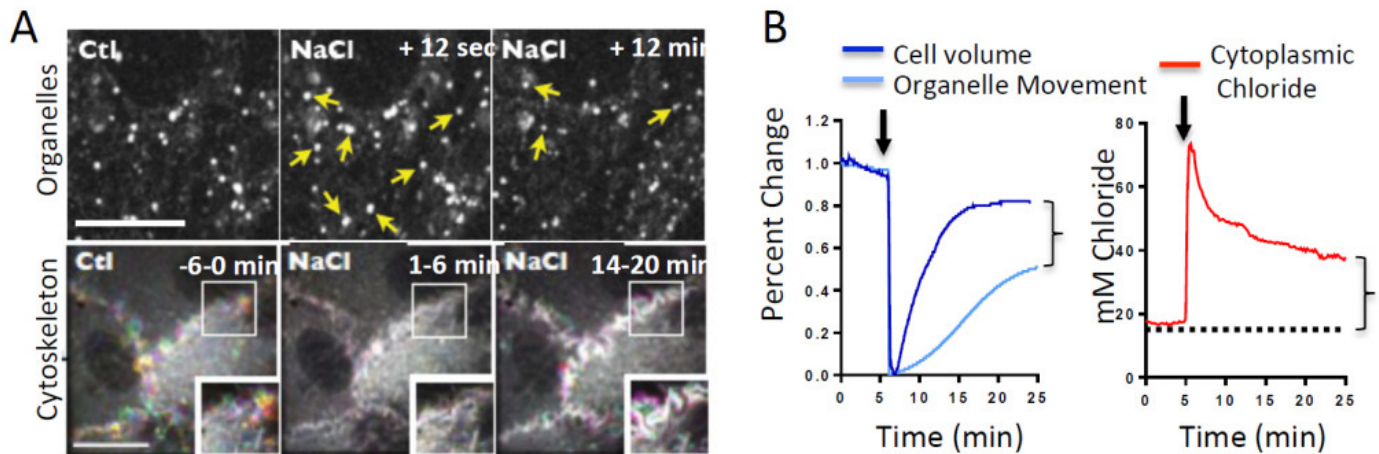 A
Organelles
Ctl
NaCl + 12 sec
NaCl + 12 min
Cytoskeleton
Ctl -6-0 min
NaCl 1-6 min
NaCl 14-20 min
B
Cell volume
Organelle Movement
Cytoplasmic
Chloride
Percent Change
1.2
1.0
0.8
0.6
0.4
0.2
0.0
0 5 10 15 20 25
Time (min)
mM Chloride
80
60
40
20
0
0 5 10 15 20 25
Time (min)